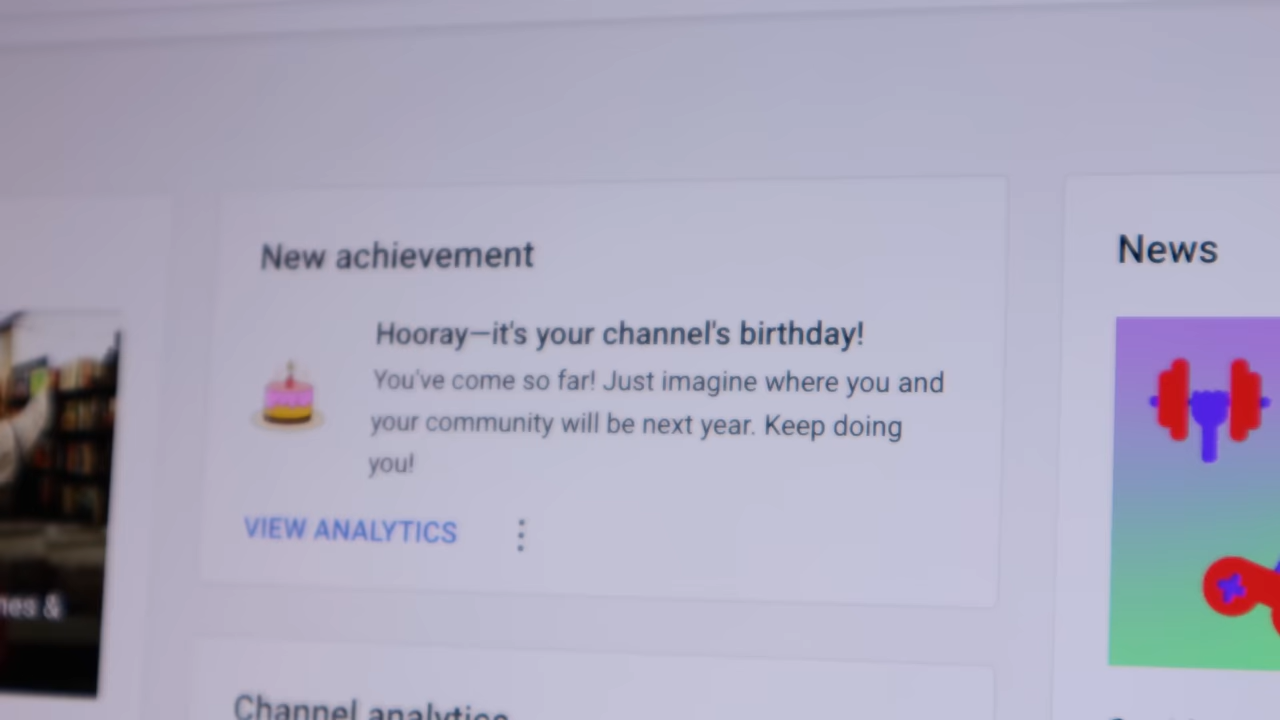 New achievement
Hooray—it's your channel's birthday!
You've come so far! Just imagine where you and
your community will be next year. Keep doing
you!
VIEW ANALYTICS
News
&
Channel analytics